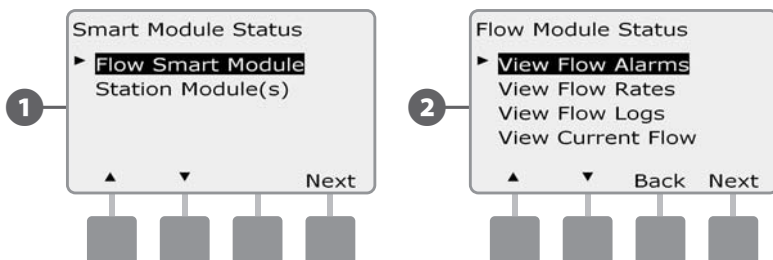 Smart Module Status
► Flow Smart Module
Station Module(s)
1
▲ ▼ Next
Flow Module Status
► View Flow Alarms
View Flow Rates
View Flow Logs
View Current Flow
2
▲ ▼ Back Next